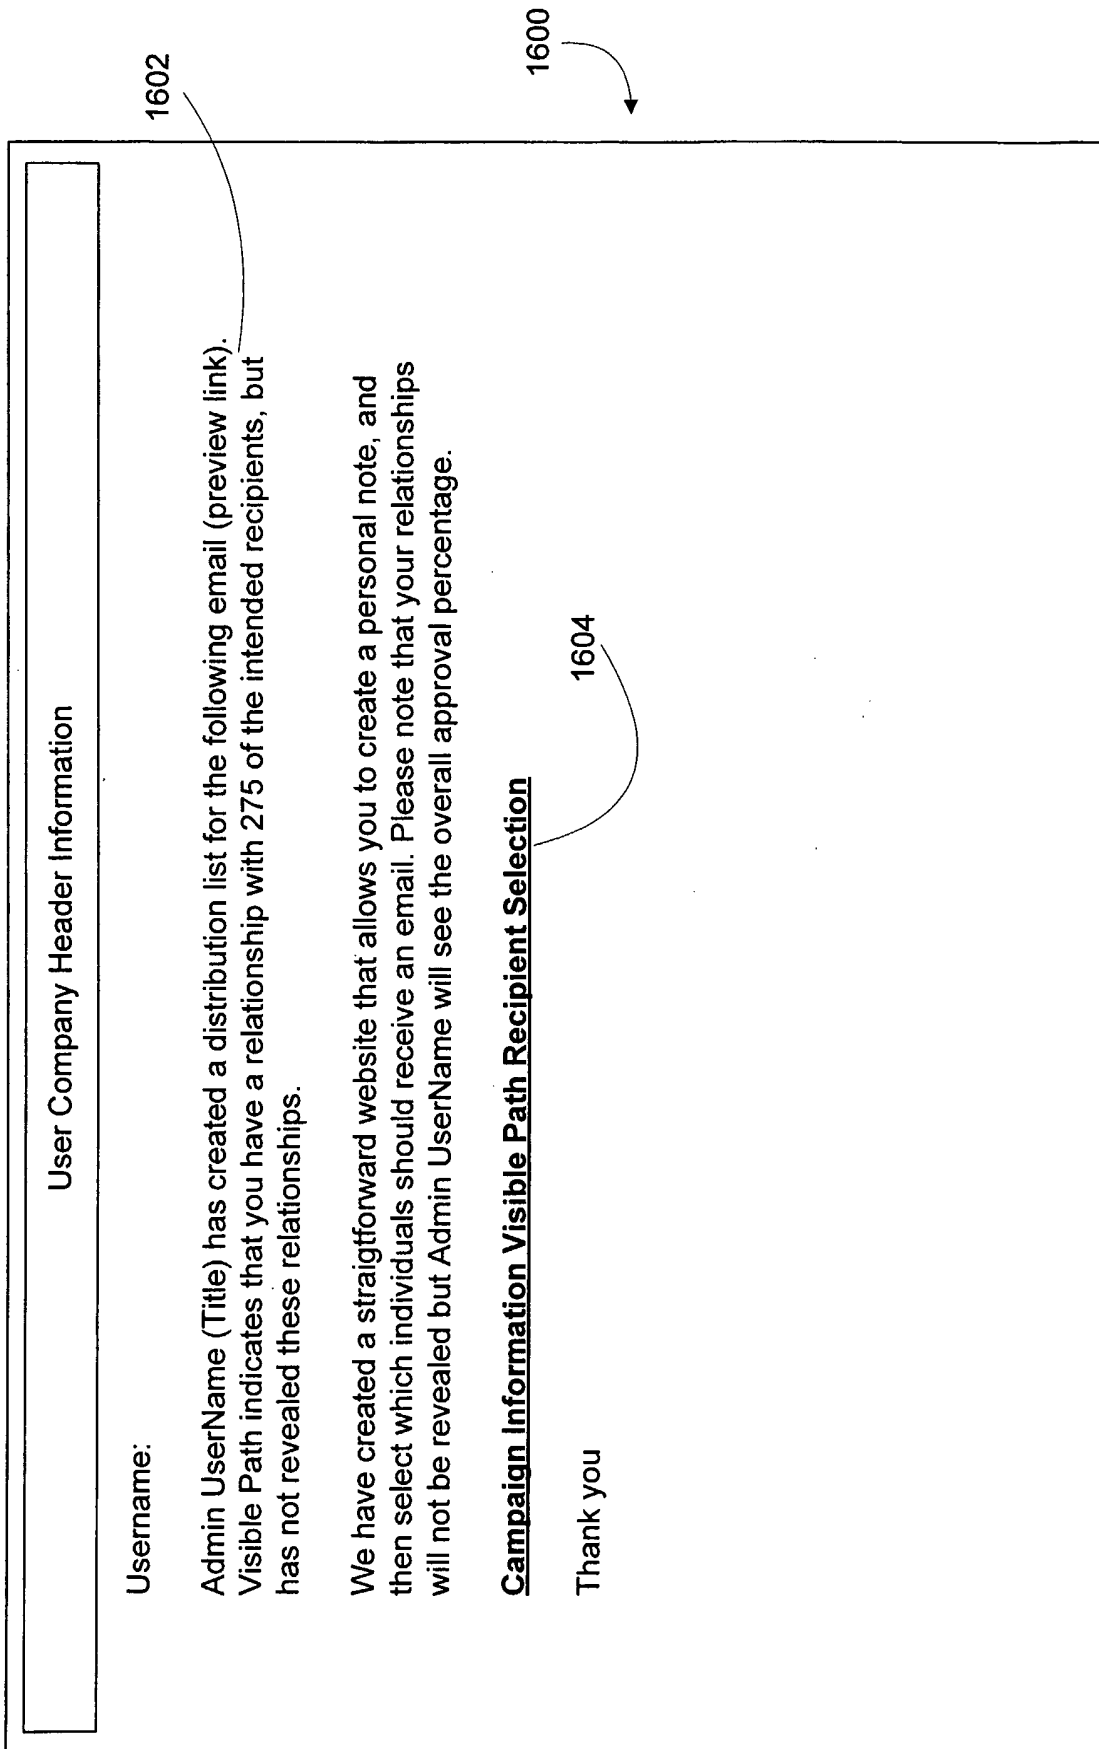 User Company Header Information
1602
Username:
Admin UserName (Title) has created a distribution list for the following email (preview link).
Visible Path indicates that you have a relationship with 275 of the intended recipients, but
has not revealed these relationships.
We have created a straigtforward website that allows you to create a personal note, and
then select which individuals should receive an email. Please note that your relationships
will not be revealed but Admin UserName will see the overall approval percentage.
1600
Campaign Information Visible Path Recipient Selection
1604
Thank you